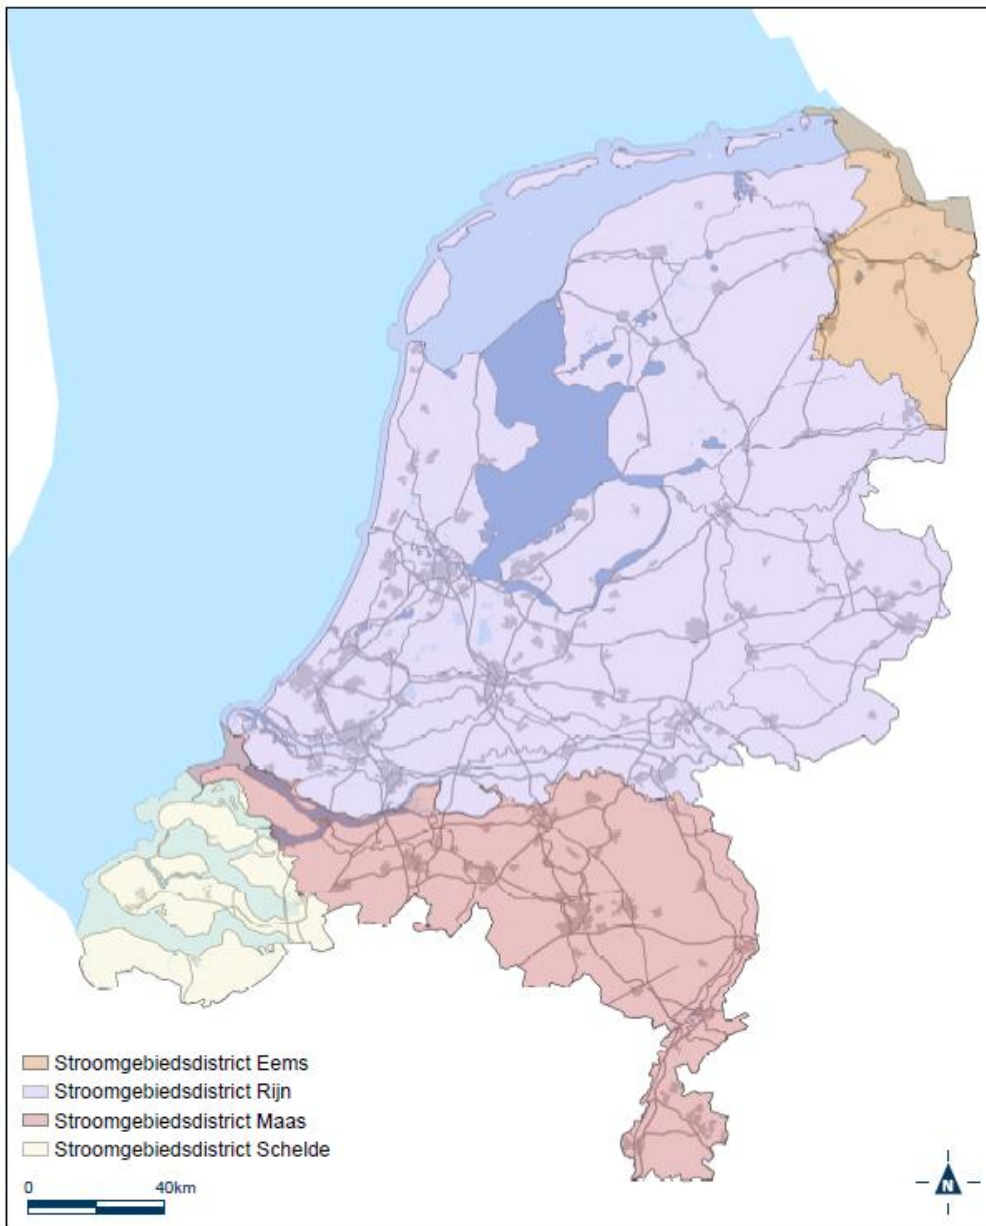 Stroomgebiedsdistrict Eems
Stroomgebiedsdistrict Rijn
Stroomgebiedsdistrict Maas
Stroomgebiedsdistrict Schelde
0 40km
N